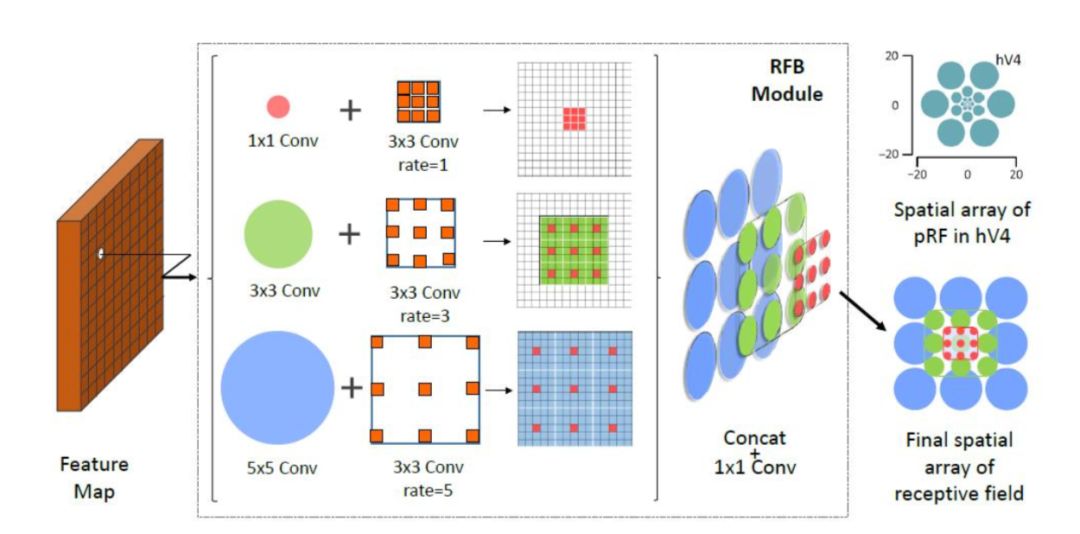 Feature
Map
1x1 Conv
+
3x3 Conv
rate=1
3x3 Conv
+
3x3 Conv
rate=3
5x5 Conv
+
3x3 Conv
rate=5
RFB
Module
Concat
+
1x1 Conv
20
0
−20
−20
0
20
hV4
Spatial array of
pRF in hV4
Final spatial
array of
receptive field